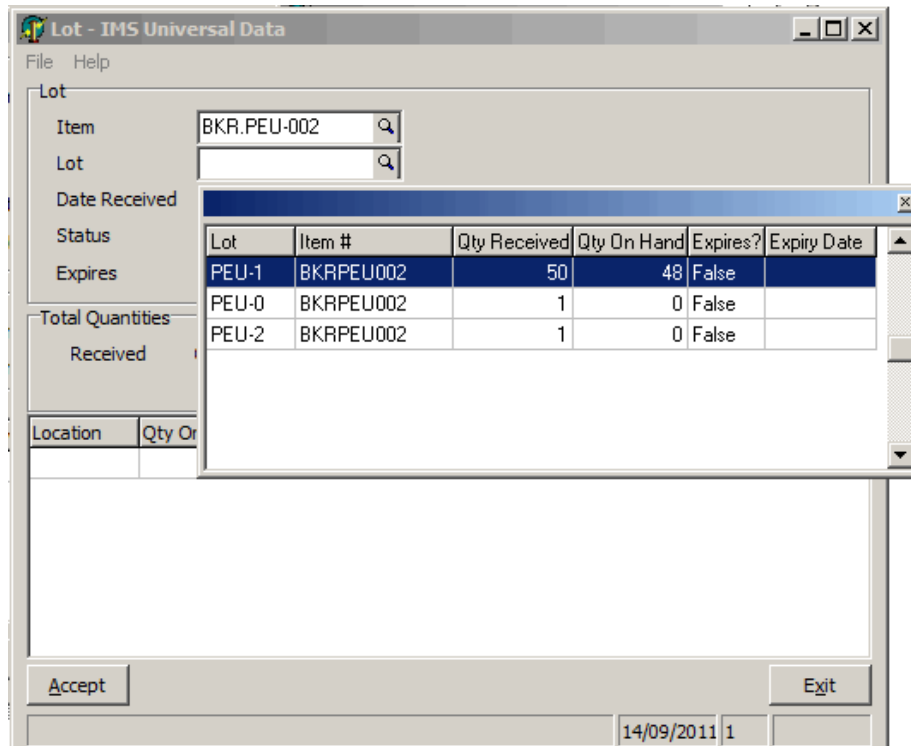 Lot - IMS Universal Data
File Help
Lot
Item BKR.PEU-002
Lot
Date Received
Status
Expires
Lot Item # Qty Received Qty On Hand Expires? Expiry Date
PEU-1 BKRPEU002 50 48 False
PEU-0 BKRPEU002 1 0 False
PEU-2 BKRPEU002 1 0 False
Total Quantities
Received
Location Qty
Accept Exit
14/09/2011 1